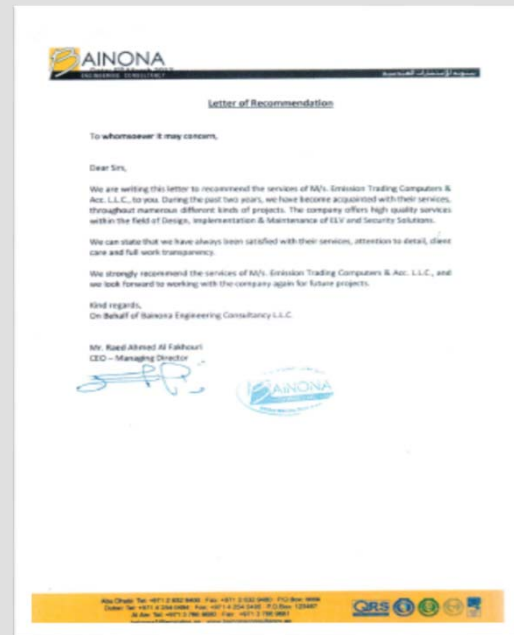 BAINONA
ENGINEERING CONSULTANCY
Letter of Recommendation
To whomsoever it may concern,
Dear Sirs,
We are writing this letter to recommend the services of M/s. Emission Trading Computers &
Acc. L.L.C., to you. During the past two years, we have become acquainted with their services,
throughout numerous different kinds of projects. The company offers high quality services
within the field of Design, Implementation & Maintenance of ELV and Security Solutions.
We can state that we have always been satisfied with their services, attention to detail, client
care and full work transparency.
We strongly recommend the services of M/s. Emission Trading Computers & Acc. L.L.C., and
we look forward to working with the company again for future projects.
Kind regards,
On Behalf of Bainona Engineering Consultancy L.L.C.
Mr. Raed Ahmed Al Fakhouri
CEO – Managing Director
BAINONA
QRS